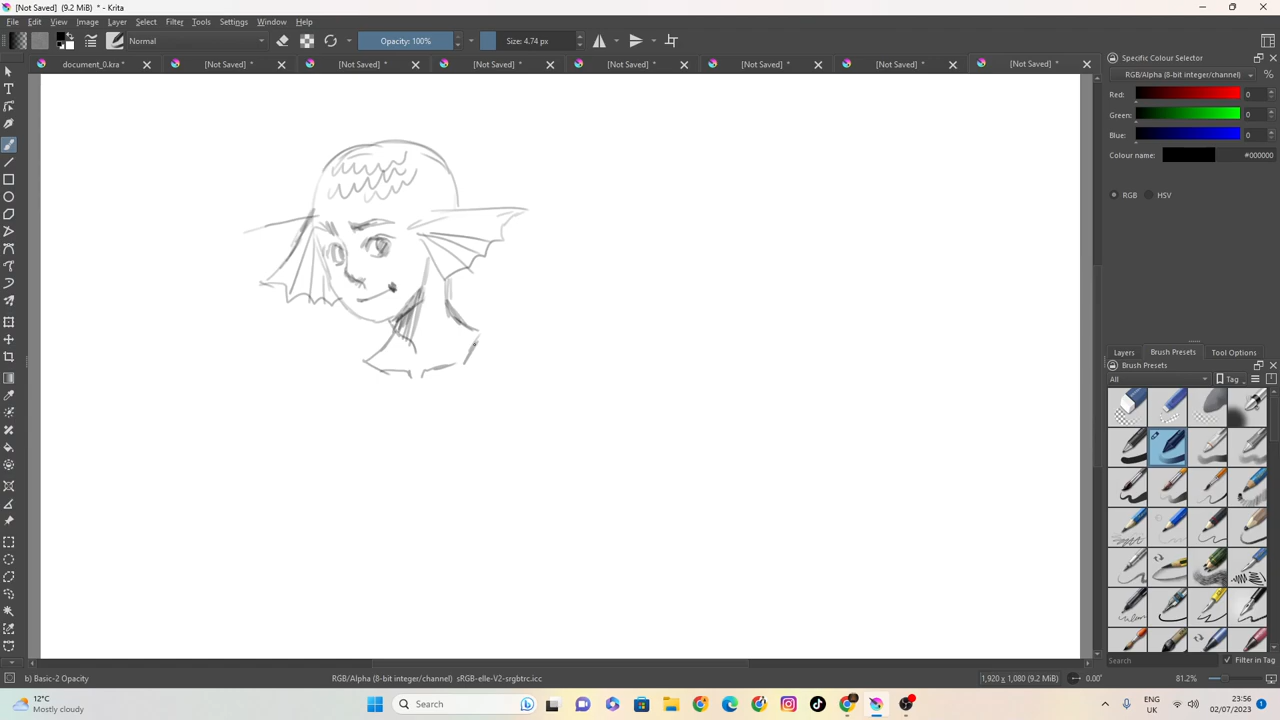 [Not Saved] (9.2 MiB) * - Krita
File Edit View Image Layer Select Filter Tools Settings Window Help
Normal Opacity: 100% Size: 4.74 px
document_0.kra * [Not Saved] * [Not Saved] * [Not Saved] * [Not Saved] * [Not Saved] * [Not Saved] * [Not Saved] *
Specific Colour Selector
RGB/Alpha (8-bit integer/channel) %
Red: 0
Green: 0
Blue: 0
Colour name: #000000
RGB HSV
Layers Brush Presets Tool Options
Brush Presets
All Tag
Search Filter in Tag
b) Basic-2 Opacity RGB/Alpha (8-bit integer/channel) sRGB-elle-V2-srgbtrc.icc 1,920 x 1,080 (9.2 MiB) 0.00° 81.2%
12°C
Mostly cloudy
Search
ENG
UK
23:56
02/07/2023
1